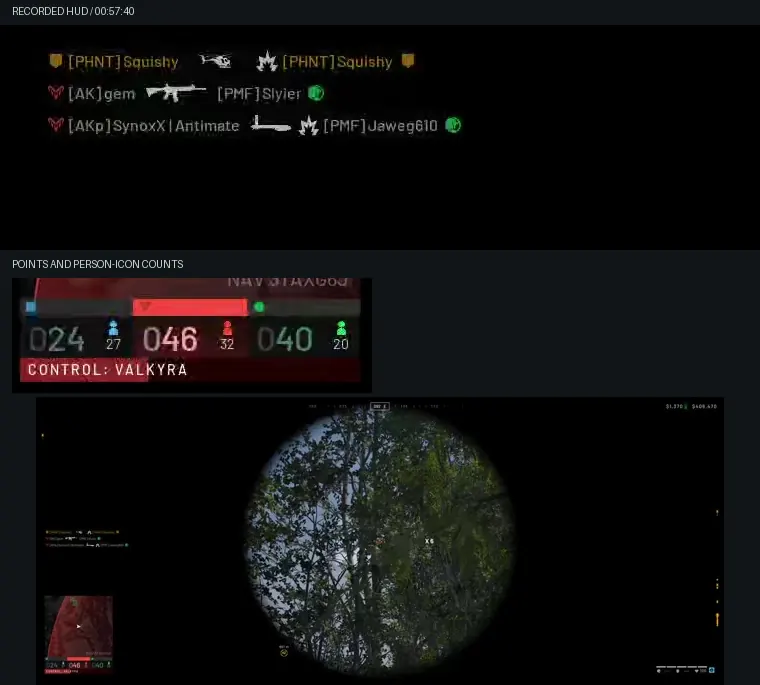 RECORDED HUD / 00:57:40
[PHNT]Squishy [PHNT]Squishy
[AK]gem [PMF]Slyier
[AKp]SynoxX | Antimate [PMF]Jaweg610
POINTS AND PERSON-ICON COUNTS
024 27 046 32 040 20
CONTROL: VALKYRA
X6